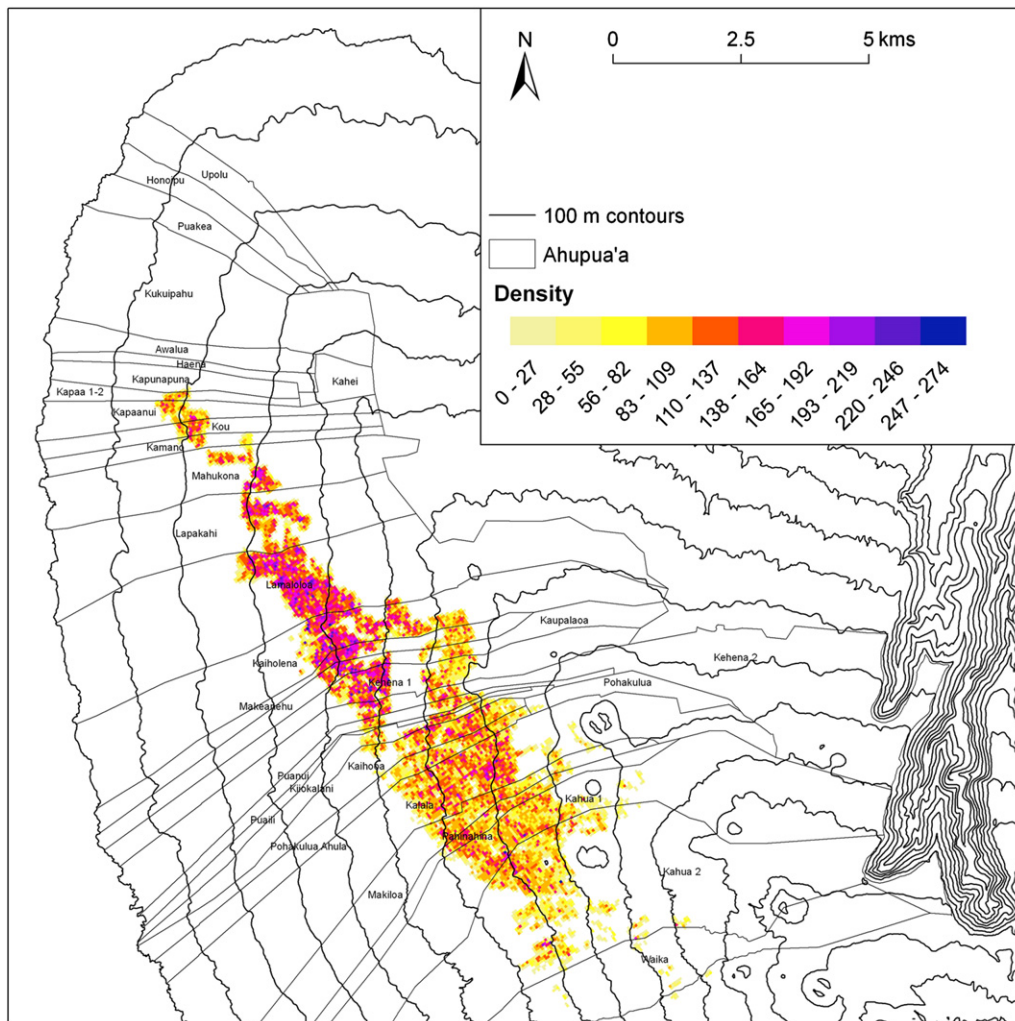 N
0 2.5 5 kms
100 m contours
Ahupua'a
Density
0 - 27
28 - 55
56 - 82
83 - 109
110 - 137
138 - 164
165 - 192
193 - 219
220 - 246
247 - 274
Upolu
Honoipu
Puakea
Kukuipahu
Awalua
Haena
Kapunapuna
Kahei
Kapaa 1-2
Kapaanui
Kou
Kamano
Mahukona
Lapakahi
Lamaloloa
Kaupalaoa
Kehena 2
Kaiholena
Kehena 1
Pohakulua
Makeanehu
Kaihooa
Puanui
Kiiokalani
Kalala
Kahua 1
Puaili
Pahinahina
Pohakulua Ahula
Kahua 2
Makiloa
Waika